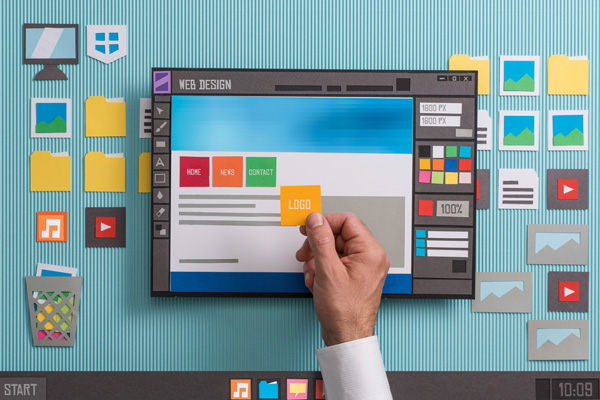 WEB DESIGN
1600 PX
1600 PX
HOME
NEWS
CONTACT
LOGO
A
100%
START
10:09